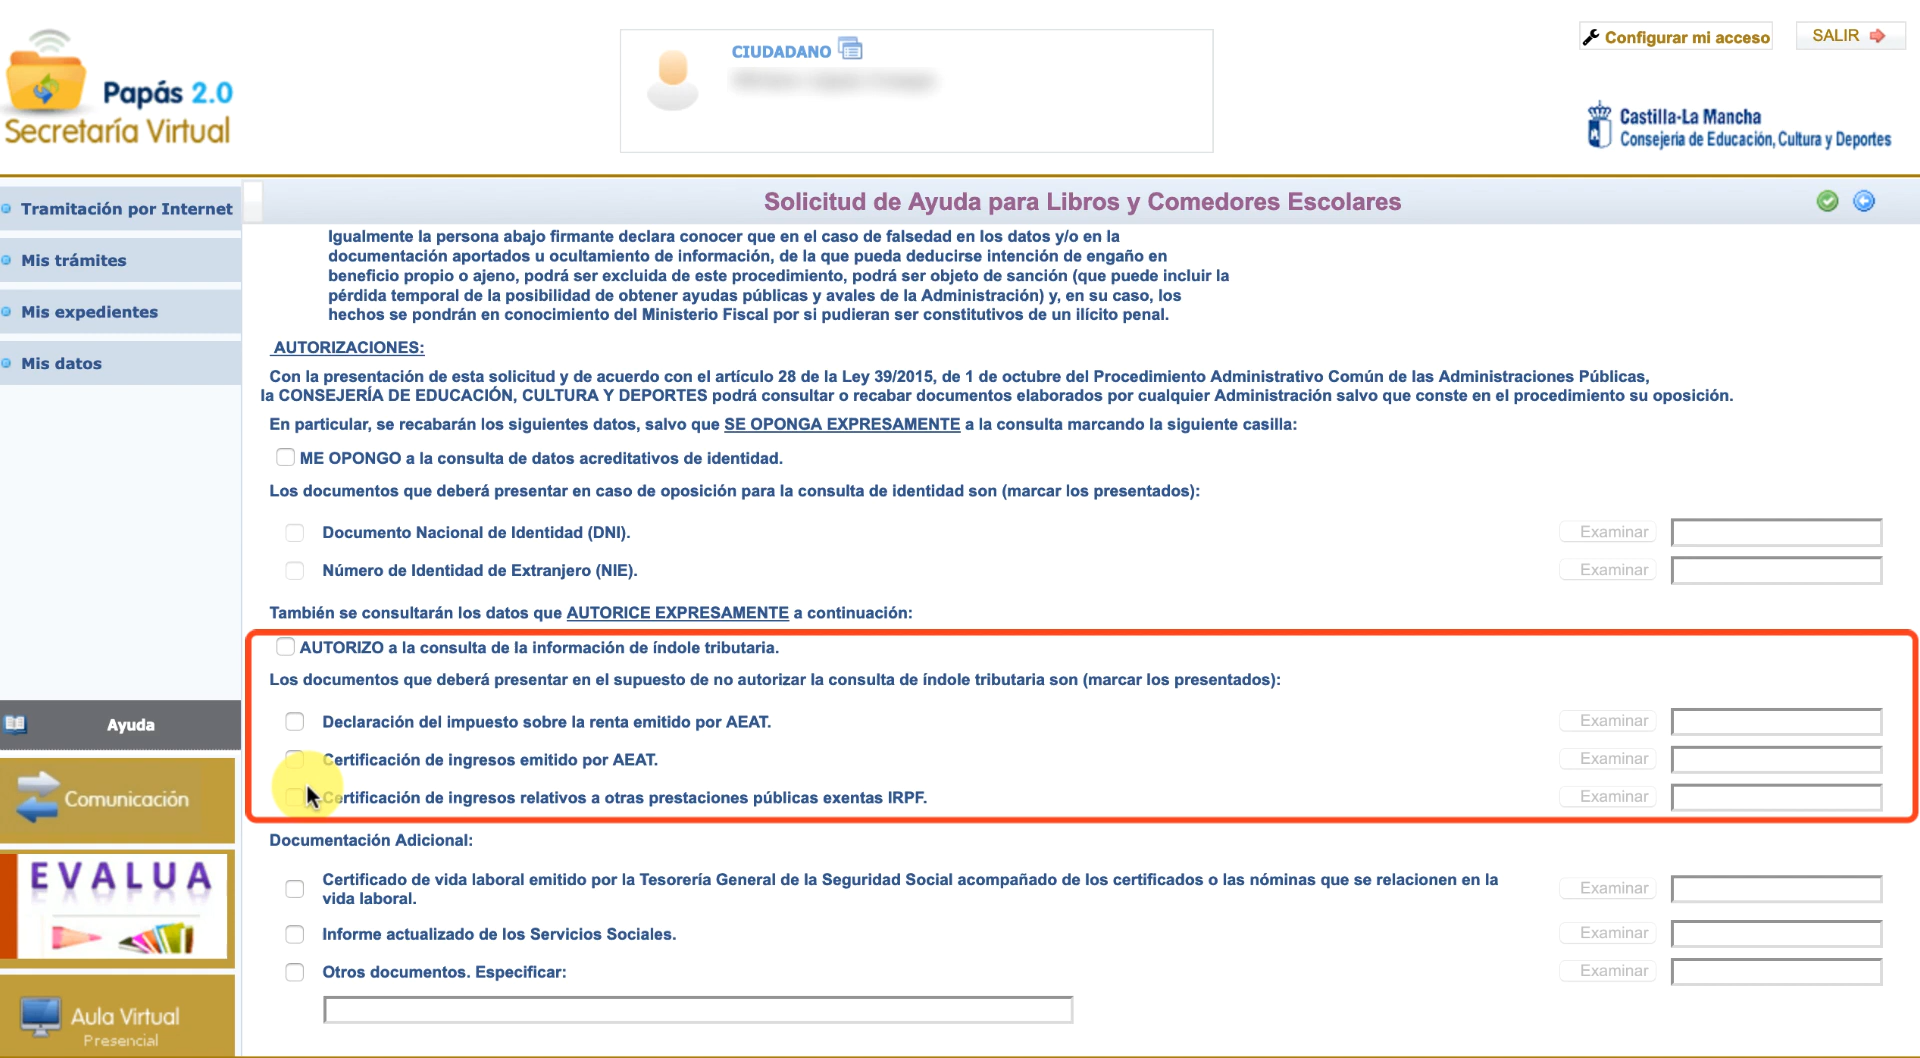 CIUDADANO
Configurar mi acceso
SALIR
Papás 2.0
Secretaría Virtual
Castilla-La Mancha
Consejería de Educación, Cultura y Deportes
Tramitación por Internet
Mis trámites
Mis expedientes
Mis datos
Ayuda
Comunicación
EVALUA
Aula Virtual
Presencial
Solicitud de Ayuda para Libros y Comedores Escolares
Igualmente la persona abajo firmante declara conocer que en el caso de falsedad en los datos y/o en la
documentación aportados u ocultamiento de información, de la que pueda deducirse intención de engaño en
beneficio propio o ajeno, podrá ser excluida de este procedimiento, podrá ser objeto de sanción (que puede incluir la
pérdida temporal de la posibilidad de obtener ayudas públicas y avales de la Administración) y, en su caso, los
hechos se pondrán en conocimiento del Ministerio Fiscal por si pudieran ser constitutivos de un ilícito penal.
AUTORIZACIONES:
Con la presentación de esta solicitud y de acuerdo con el artículo 28 de la Ley 39/2015, de 1 de octubre del Procedimiento Administrativo Común de las Administraciones Públicas,
la CONSEJERÍA DE EDUCACIÓN, CULTURA Y DEPORTES podrá consultar o recabar documentos elaborados por cualquier Administración salvo que conste en el procedimiento su oposición.
En particular, se recabarán los siguientes datos, salvo que SE OPONGA EXPRESAMENTE a la consulta marcando la siguiente casilla:
ME OPONGO a la consulta de datos acreditativos de identidad.
Los documentos que deberá presentar en caso de oposición para la consulta de identidad son (marcar los presentados):
Documento Nacional de Identidad (DNI). Examinar
Número de Identidad de Extranjero (NIE). Examinar
También se consultarán los datos que AUTORICE EXPRESAMENTE a continuación:
AUTORIZO a la consulta de la información de índole tributaria.
Los documentos que deberá presentar en el supuesto de no autorizar la consulta de índole tributaria son (marcar los presentados):
Declaración del impuesto sobre la renta emitido por AEAT. Examinar
Certificación de ingresos emitido por AEAT. Examinar
Certificación de ingresos relativos a otras prestaciones públicas exentas IRPF. Examinar
Documentación Adicional:
Certificado de vida laboral emitido por la Tesorería General de la Seguridad Social acompañado de los certificados o las nóminas que se relacionen en la
vida laboral. Examinar
Informe actualizado de los Servicios Sociales. Examinar
Otros documentos. Especificar: Examinar